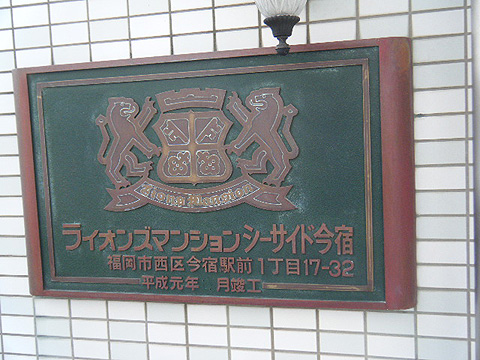 Lions Mansion
ライオンズマンションシーサイド今宿
福岡市西区今宿駅前1丁目17-32
平成元年 月竣工